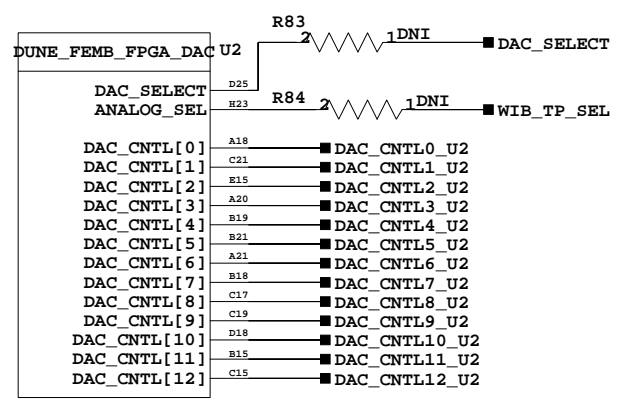 R83
DUNE_FEMB_FPGA_DAC U2 2 1 DNI DAC_SELECT
DAC_SELECT D25
ANALOG_SEL H23 R84 2 1 DNI WIB_TP_SEL
DAC_CNTL[0] A18 DAC_CNTL0_U2
DAC_CNTL[1] C21 DAC_CNTL1_U2
DAC_CNTL[2] E15 DAC_CNTL2_U2
DAC_CNTL[3] A20 DAC_CNTL3_U2
DAC_CNTL[4] B19 DAC_CNTL4_U2
DAC_CNTL[5] B21 DAC_CNTL5_U2
DAC_CNTL[6] A21 DAC_CNTL6_U2
DAC_CNTL[7] B18 DAC_CNTL7_U2
DAC_CNTL[8] C17 DAC_CNTL8_U2
DAC_CNTL[9] C19 DAC_CNTL9_U2
DAC_CNTL[10] D18 DAC_CNTL10_U2
DAC_CNTL[11] B15 DAC_CNTL11_U2
DAC_CNTL[12] C15 DAC_CNTL12_U2